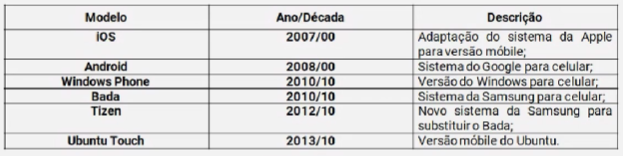 Modelo Ano/Década Descrição
iOS 2007/00 Adaptação do sistema da Apple
para versão móbile;
Android 2008/00 Sistema do Google para celular;
Windows Phone 2010/10 Versão do Windows para celular;
Bada 2010/10 Sistema da Samsung para celular;
Tizen 2012/10 Novo sistema da Samsung para
substituir o Bada;
Ubuntu Touch 2013/10 Versão móbile do Ubuntu.